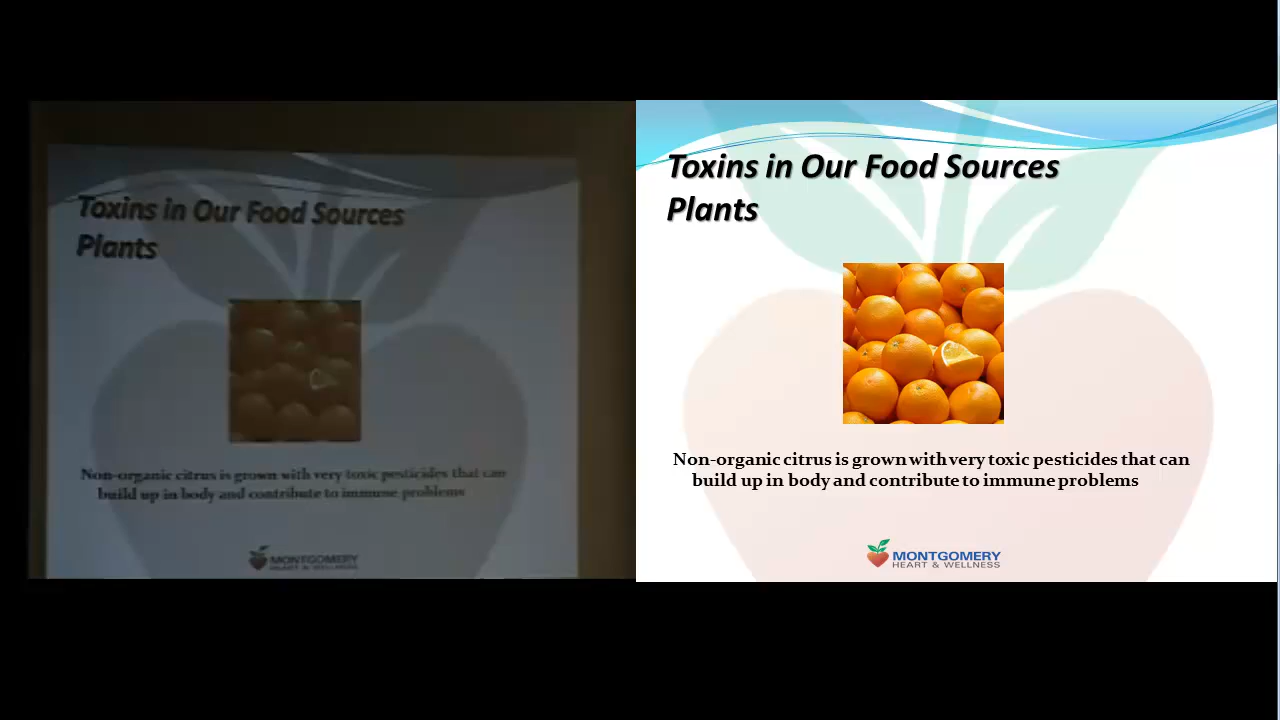 Toxins in Our Food Sources
Plants
Non-organic citrus is grown with very toxic pesticides that can
build up in body and contribute to immune problems
MONTGOMERY
HEART & WELLNESS
Toxins in Our Food Sources
Plants
Non-organic citrus is grown with very toxic pesticides that can
build up in body and contribute to immune problems
MONTGOMERY
HEART & WELLNESS